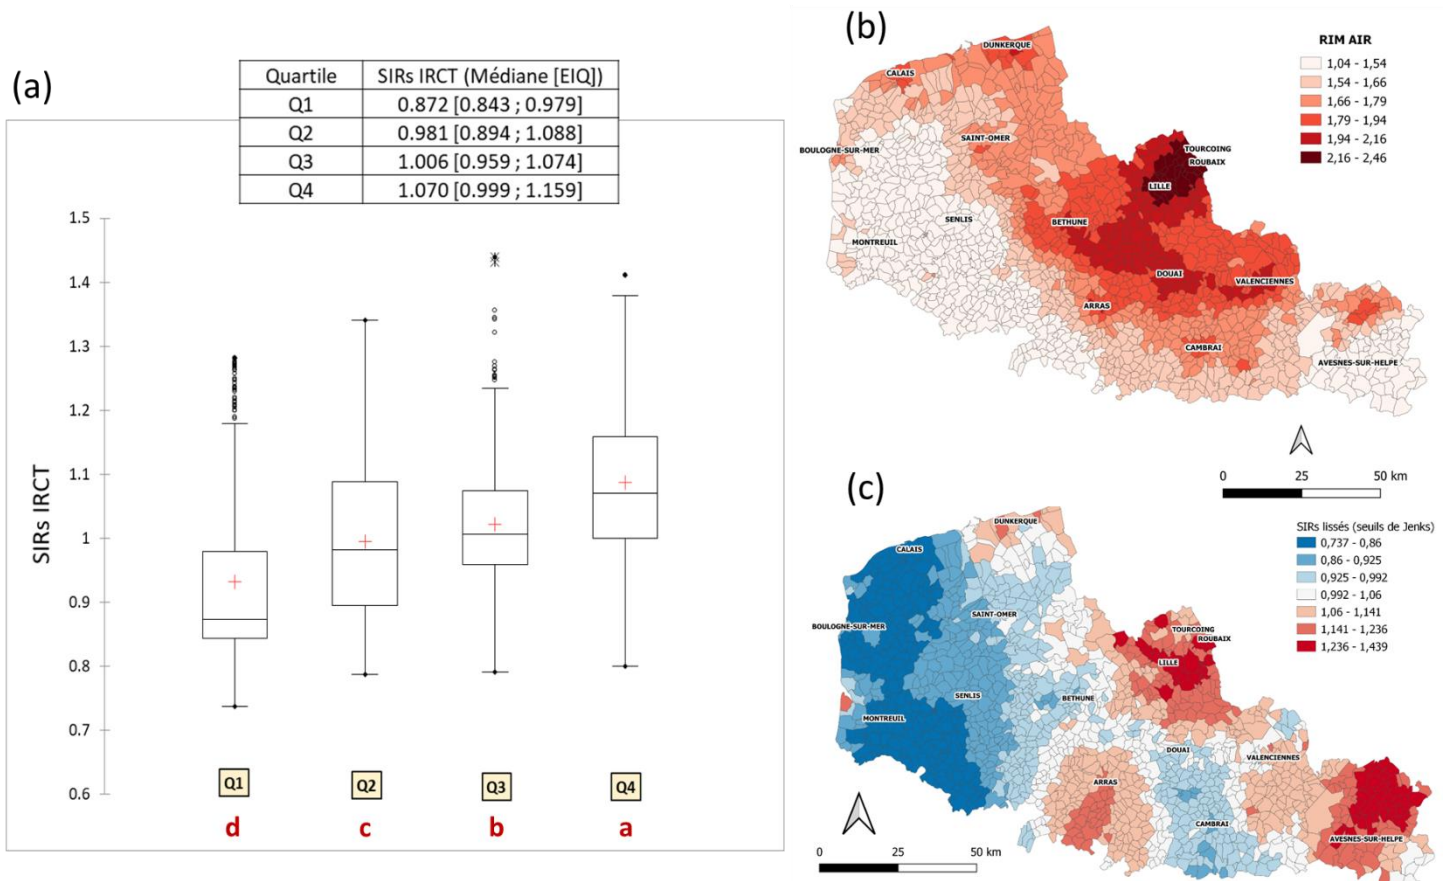 (a)
Quartile SIRs IRCT (Médiane [EIQ])
Q1 0.872 [0.843 ; 0.979]
Q2 0.981 [0.894 ; 1.088]
Q3 1.006 [0.959 ; 1.074]
Q4 1.070 [0.999 ; 1.159]
SIRs IRCT
1.5
1.4
1.3
1.2
1.1
1
0.9
0.8
0.7
0.6
Q1 Q2 Q3 Q4
d c b a
(b)
RIM AIR
1,04 - 1,54
1,54 - 1,66
1,66 - 1,79
1,79 - 1,94
1,94 - 2,16
2,16 - 2,46
DUNKERQUE
CALAIS
SAINT-OMER
BOULOGNE-SUR-MER
TOURCOING
ROUBAIX
LILLE
SENLIS
BETHUNE
MONTREUIL
DOUAI
VALENCIENNES
ARRAS
CAMBRAI
AVESNES-SUR-HELPE
0 25 50 km
(c)
SIRs lissés (seuils de Jenks)
0,737 - 0,86
0,86 - 0,925
0,925 - 0,992
0,992 - 1,06
1,06 - 1,141
1,141 - 1,236
1,236 - 1,439
DUNKERQUE
CALAIS
SAINT-OMER
BOULOGNE-SUR-MER
TOURCOING
ROUBAIX
LILLE
SENLIS
BETHUNE
MONTREUIL
DOUAI
VALENCIENNES
ARRAS
CAMBRAI
AVESNES-SUR-HELPE
0 25 50 km